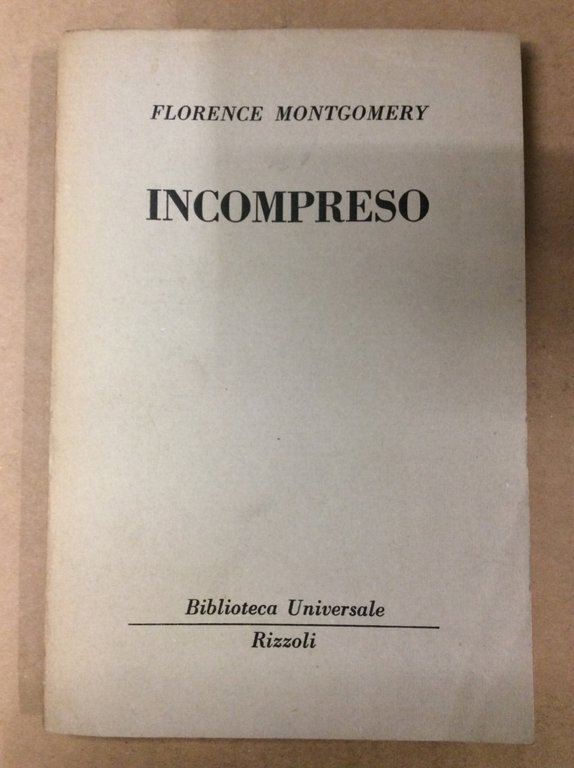 FLORENCE MONTGOMERY
INCOMPRESO
Biblioteca Universale
Rizzoli